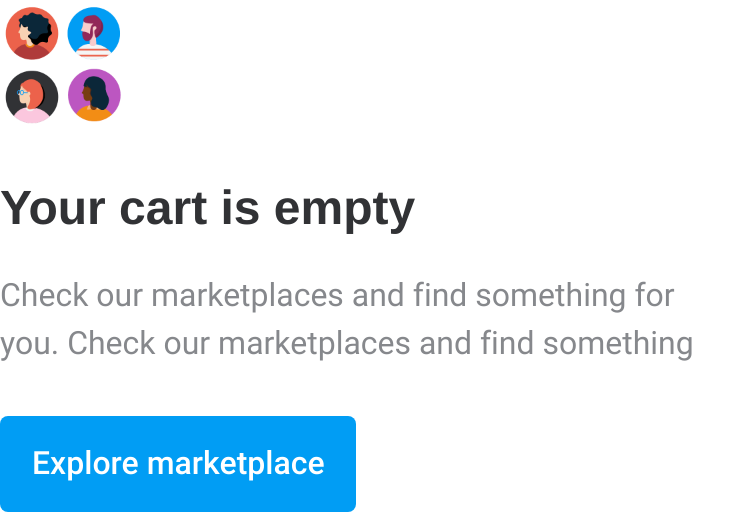 Your cart is empty
Check our marketplaces and find something for
you. Check our marketplaces and find something
Explore marketplace